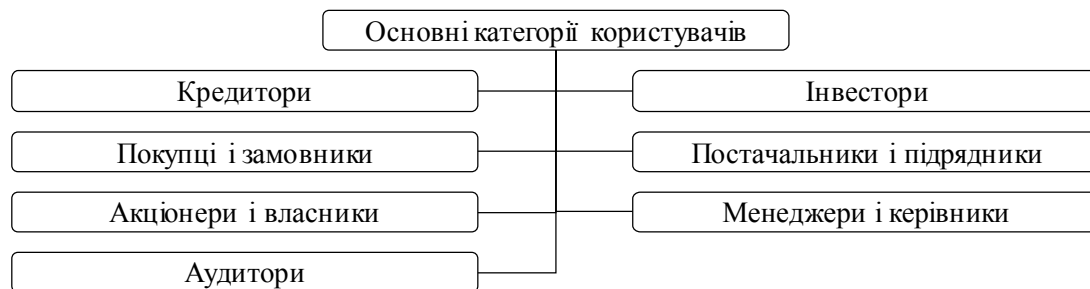 Основні категорії користувачів
Кредитори
Інвестори
Покупці і замовники
Постачальники і підрядники
Акціонери і власники
Менеджери і керівники
Аудитори